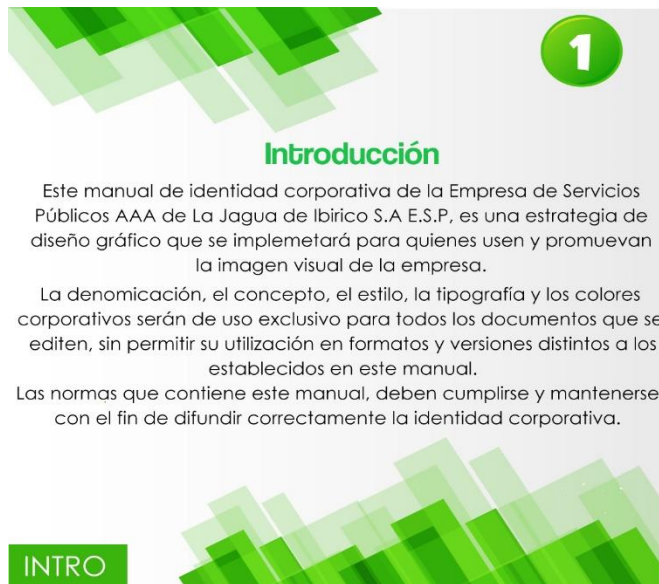 1
Introducción
Este manual de identidad corporativa de la Empresa de Servicios
Públicos AAA de La Jagua de Ibirico S.A E.S.P, es una estrategia de
diseño gráfico que se implemetará para quienes usen y promuevan
la imagen visual de la empresa.
La denomicación, el concepto, el estilo, la tipografía y los colores
corporativos serán de uso exclusivo para todos los documentos que se
editen, sin permitir su utilización en formatos y versiones distintos a los
establecidos en este manual.
Las normas que contiene este manual, deben cumplirse y mantenerse
con el fin de difundir correctamente la identidad corporativa.
INTRO